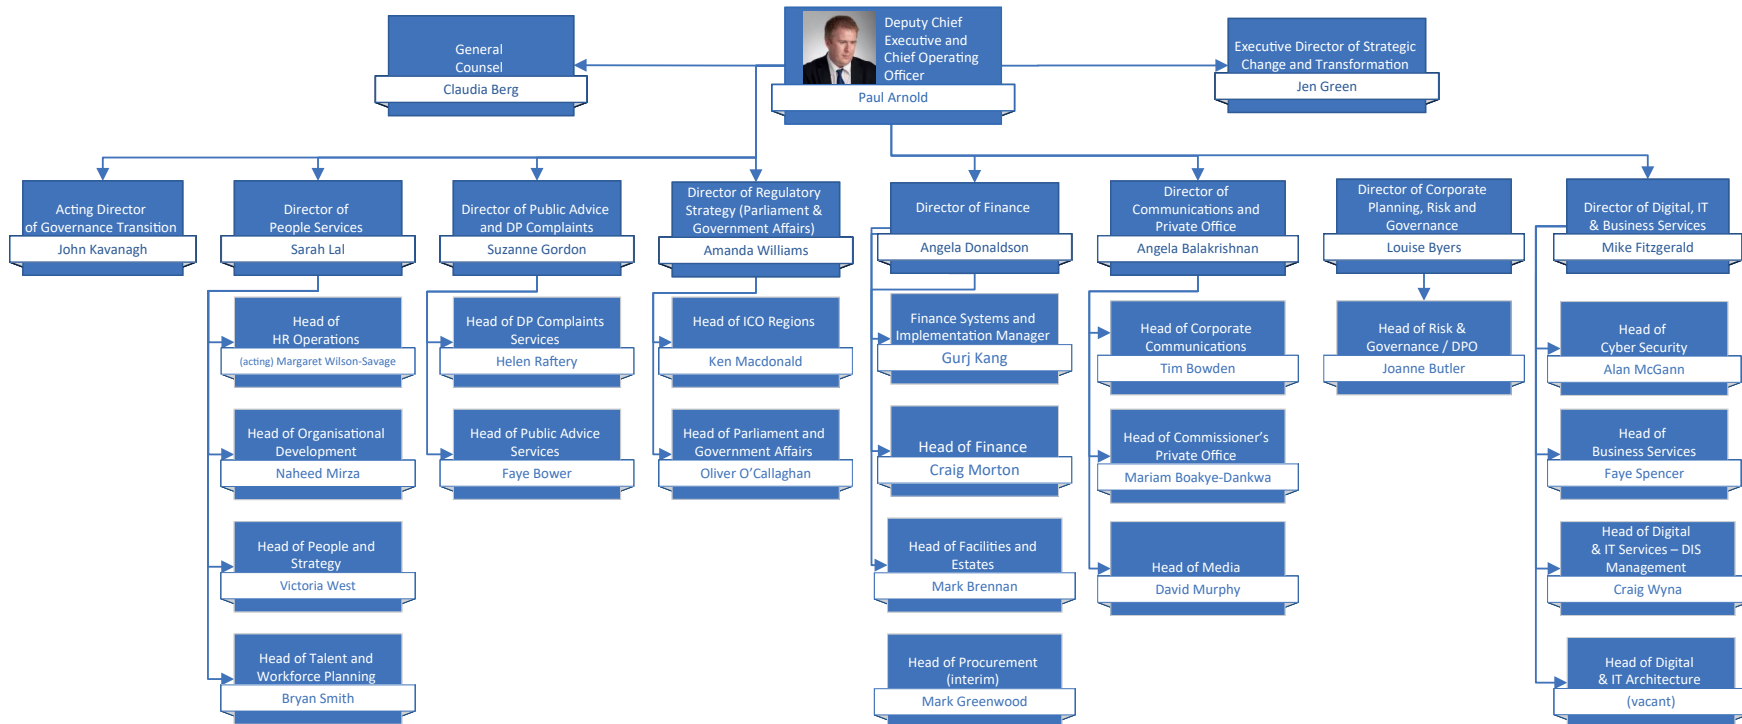 General
Counsel
Claudia Berg
Deputy Chief
Executive and
Chief Operating
Officer
Paul Arnold
Executive Director of Strategic
Change and Transformation
Jen Green
Acting Director
of Governance Transition
John Kavanagh
Director of
People Services
Sarah Lal
Director of Public Advice
and DP Complaints
Suzanne Gordon
Director of Regulatory
Strategy (Parliament &
Government Affairs)
Amanda Williams
Director of Finance
Angela Donaldson
Director of
Communications and
Private Office
Angela Balakrishnan
Director of Corporate
Planning, Risk and
Governance
Louise Byers
Director of Digital, IT
& Business Services
Mike Fitzgerald
Head of
HR Operations
(acting) Margaret Wilson-Savage
Head of DP Complaints
Services
Helen Raftery
Head of ICO Regions
Ken Macdonald
Finance Systems and
Implementation Manager
Gurj Kang
Head of Corporate
Communications
Tim Bowden
Head of Risk &
Governance / DPO
Joanne Butler
Head of
Cyber Security
Alan McGann
Head of Organisational
Development
Naheed Mirza
Head of Public Advice
Services
Faye Bower
Head of Parliament and
Government Affairs
Oliver O’Callaghan
Head of Finance
Craig Morton
Head of Commissioner’s
Private Office
Mariam Boakye-Dankwa
Head of
Business Services
Faye Spencer
Head of People and
Strategy
Victoria West
Head of Facilities and
Estates
Mark Brennan
Head of Media
David Murphy
Head of Digital
& IT Services – DIS
Management
Craig Wyna
Head of Talent and
Workforce Planning
Bryan Smith
Head of Procurement
(interim)
Mark Greenwood
Head of Digital
& IT Architecture
(vacant)